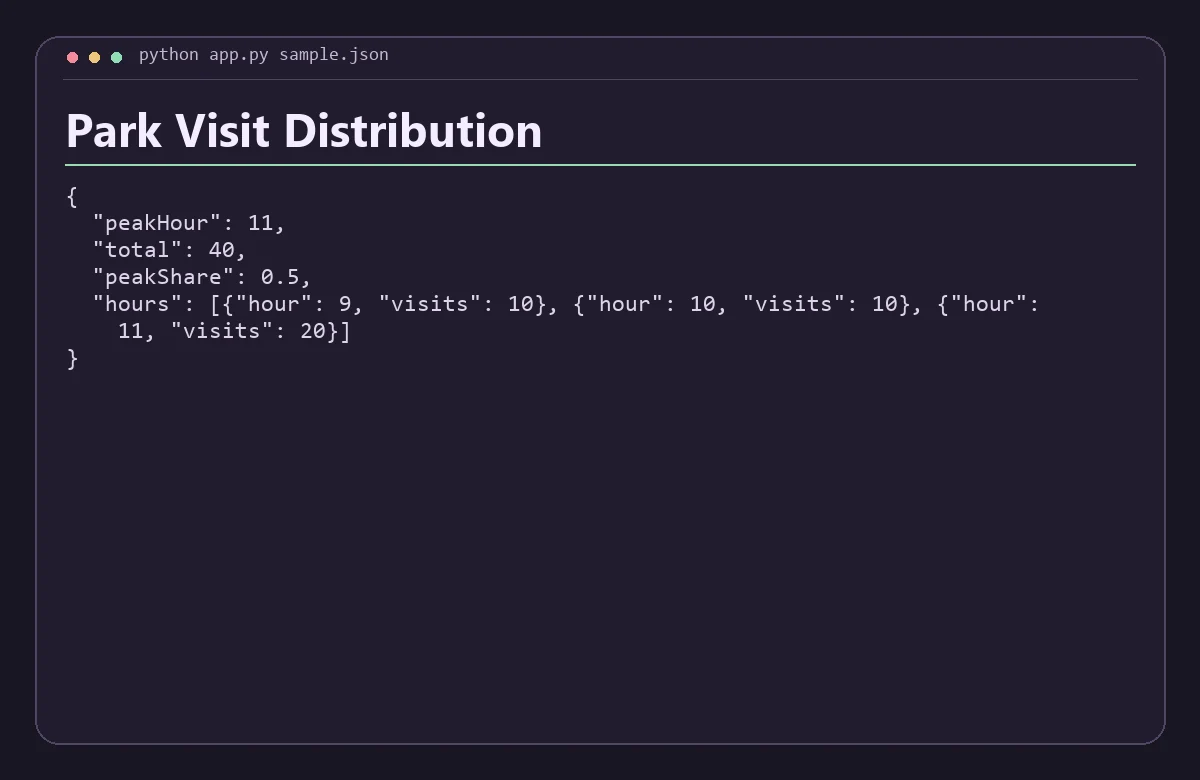 python app.py sample.json
Park Visit Distribution
{
  "peakHour": 11,
  "total": 40,
  "peakShare": 0.5,
  "hours": [{"hour": 9, "visits": 10}, {"hour": 10, "visits": 10}, {"hour":
    11, "visits": 20}]
}